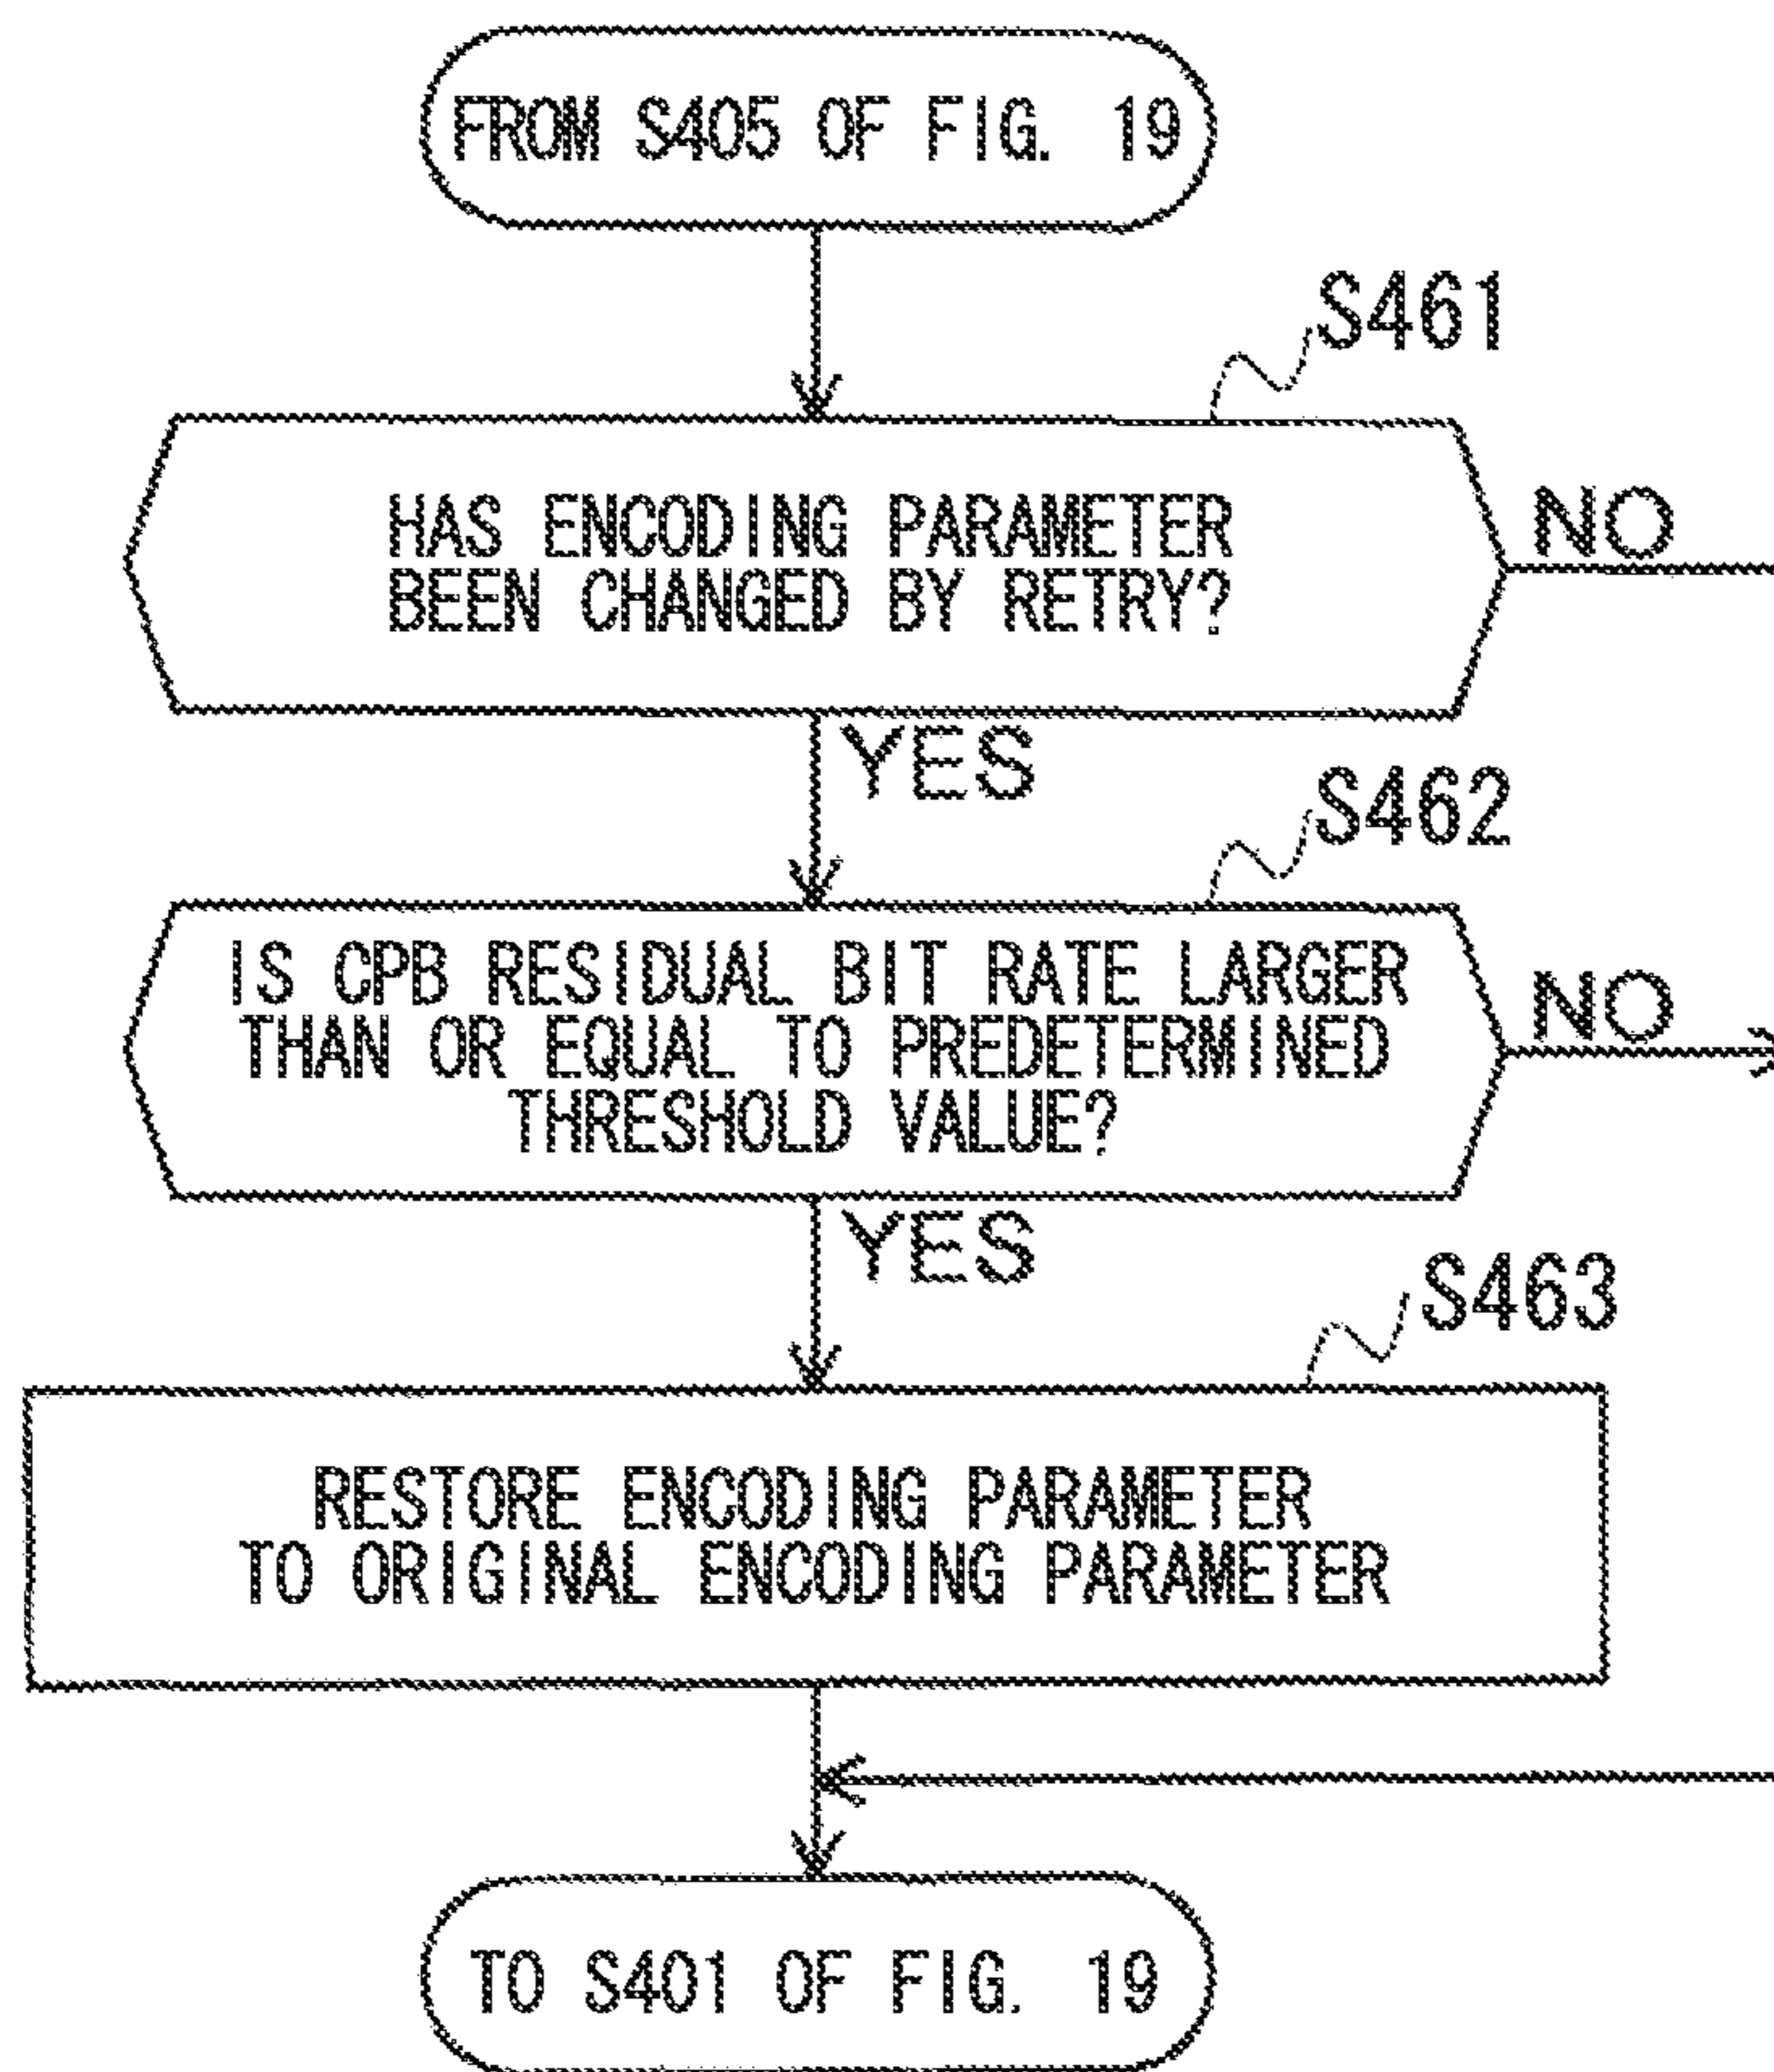 FROM S405 OF FIG. 19
S461
HAS ENCODING PARAMETER
BEEN CHANGED BY RETRY?
NO
YES
S462
IS CPB RESIDUAL BIT RATE LARGER
THAN OR EQUAL TO PREDETERMINED
THRESHOLD VALUE?
NO
YES
S463
RESTORE ENCODING PARAMETER
TO ORIGINAL ENCODING PARAMETER
TO S401 OF FIG. 19